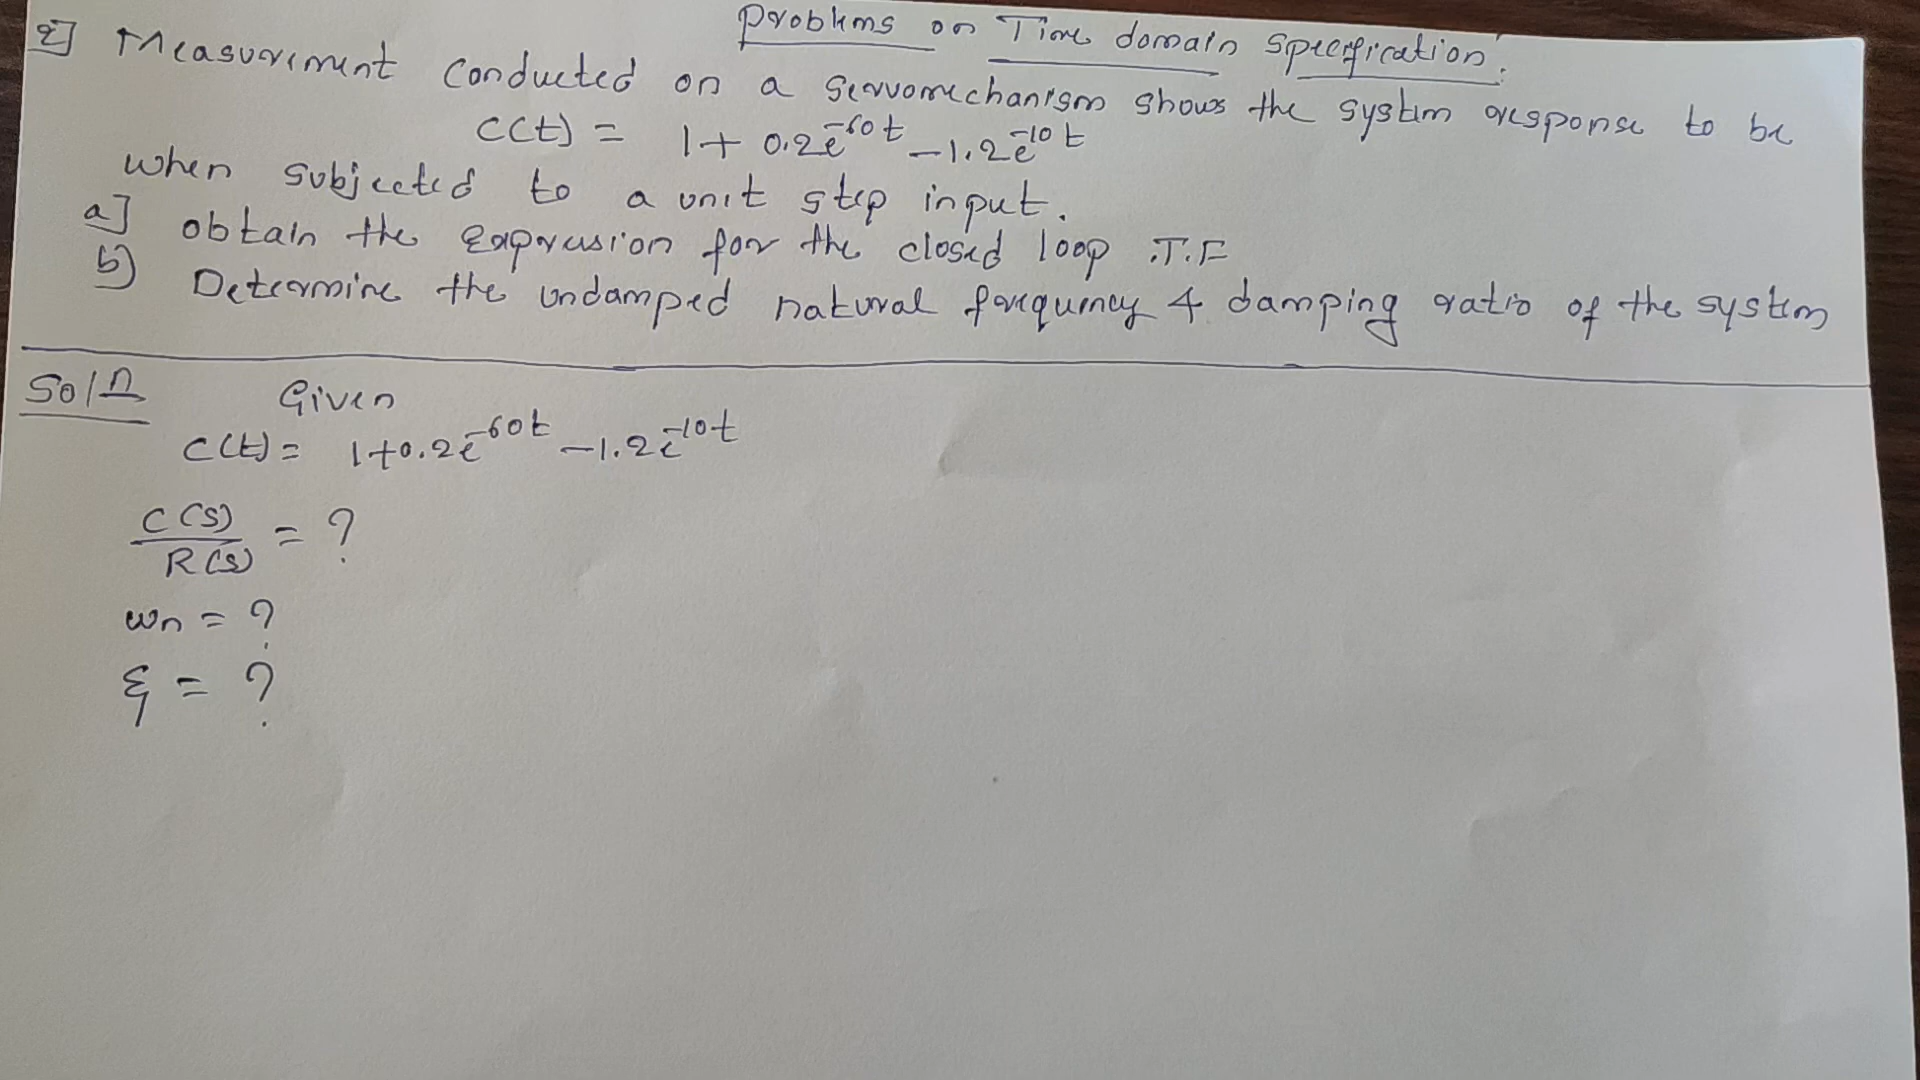 Problems on Time domain Specification.
2] Measurement conducted on a servomechanism shows the system response to be
C(t) = 1 + 0.2e^-60t - 1.2e^-10t
when subjected to a unit step input.
a] obtain the expression for the closed loop T.F
b) Determine the undamped natural frequency & damping ratio of the system
Soln Given
C(t) = 1+0.2e^-60t - 1.2e^-10t
C(s)/R(s) = ?
ωn = ?
ξ = ?